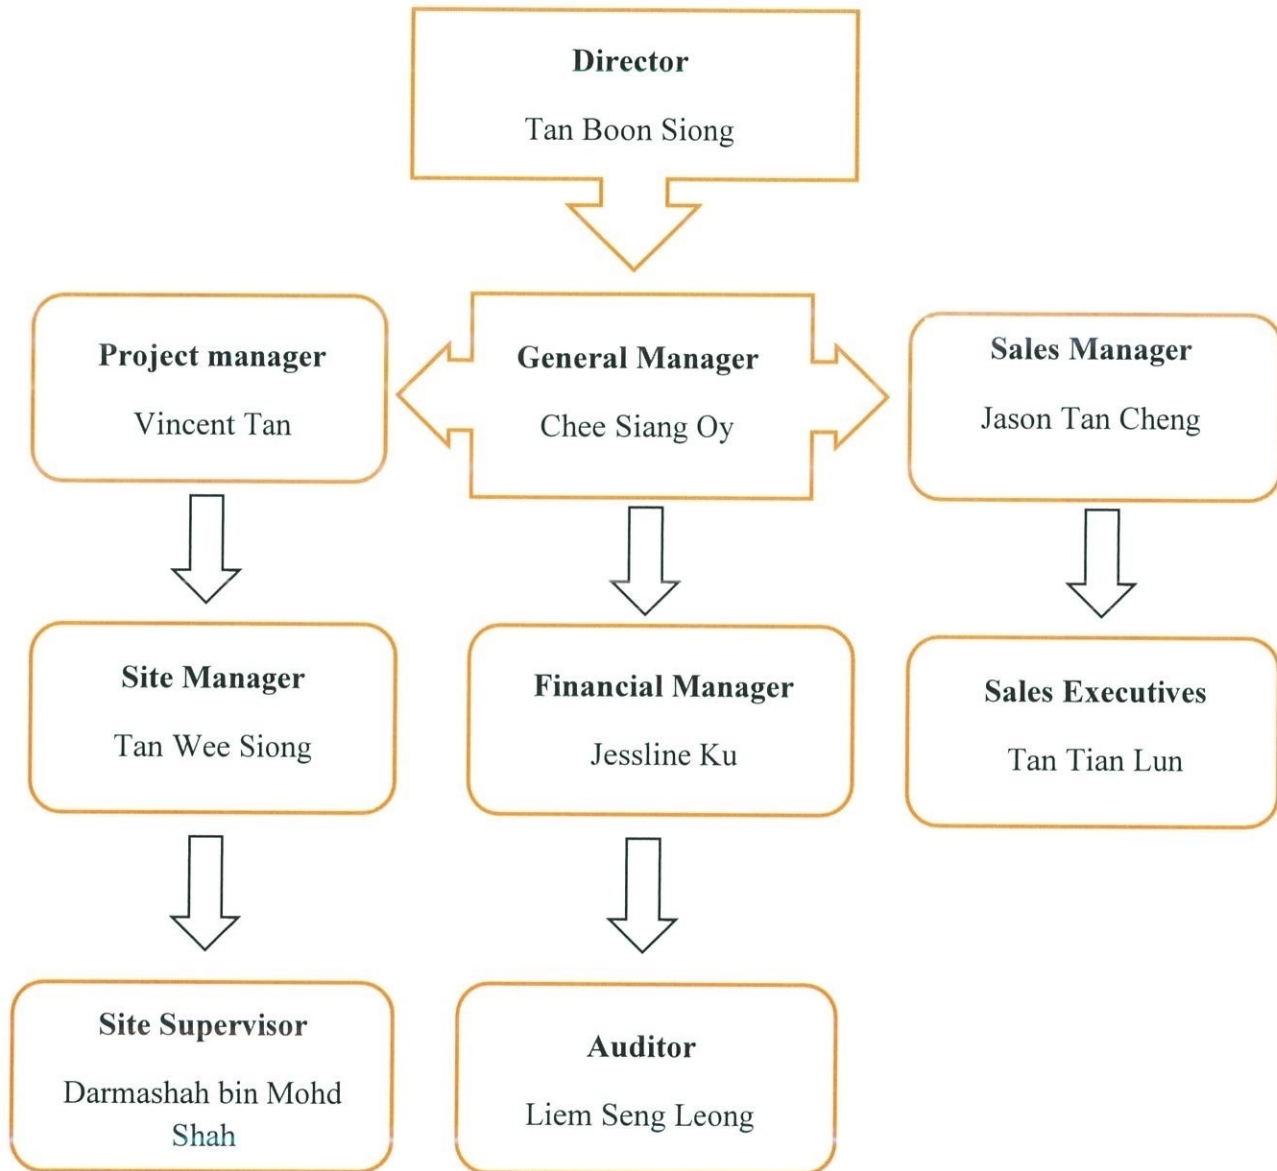 Director
Tan Boon Siong
Project manager
Vincent Tan
General Manager
Chee Siang Oy
Sales Manager
Jason Tan Cheng
Site Manager
Tan Wee Siong
Financial Manager
Jessline Ku
Sales Executives
Tan Tian Lun
Site Supervisor
Darmashah bin Mohd
Shah
Auditor
Liem Seng Leong